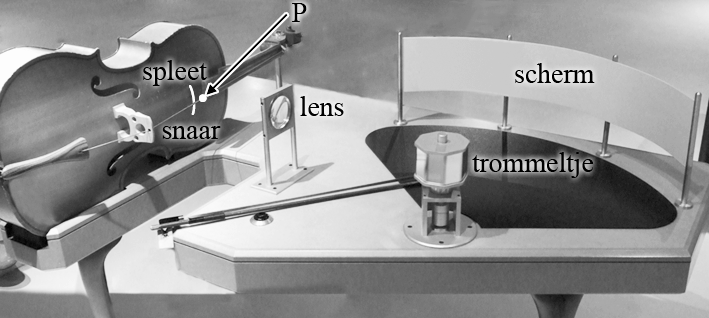 P
spleet
scherm
lens
snaar
trommeltje